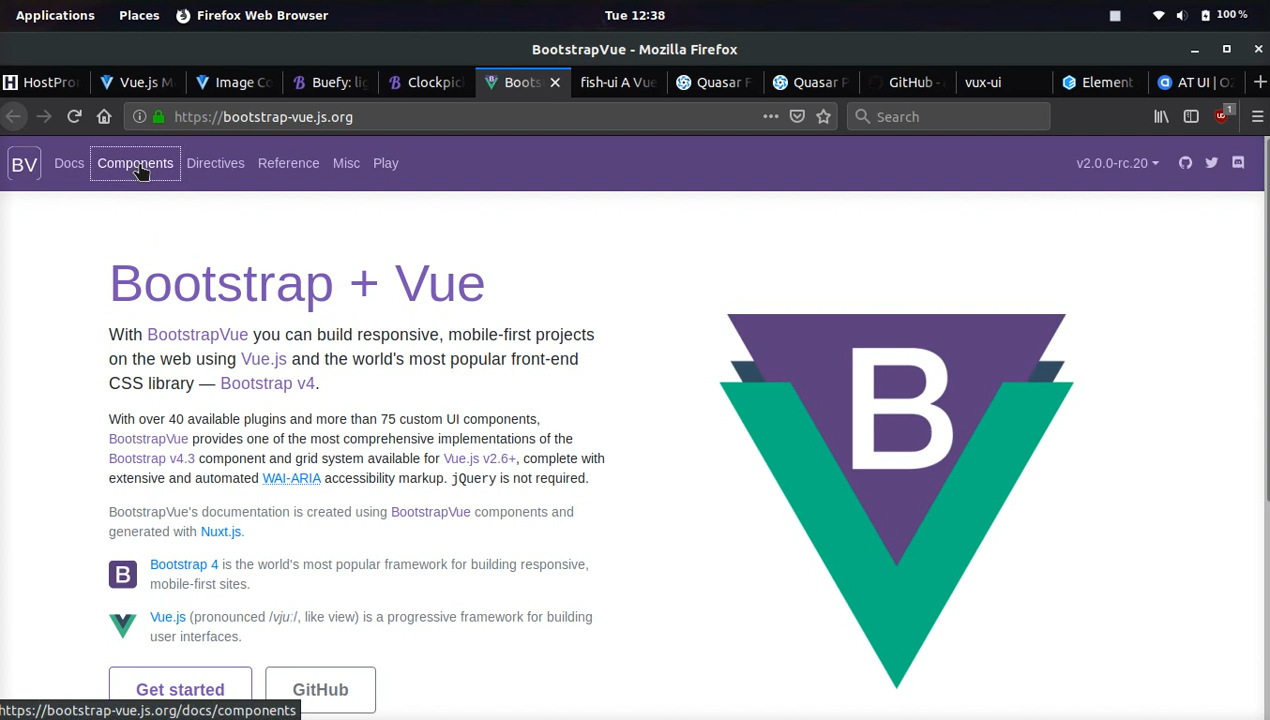 Applications Places Firefox Web Browser Tue 12:38 100 %
BootstrapVue - Mozilla Firefox
HostPro Vue.js M Image Co Buefy: lig Clockpic Boots fish-ui A Vue Quasar F Quasar P GitHub - vux-ui Element AT UI | O2
https://bootstrap-vue.js.org Search 1
BV Docs Components Directives Reference Misc Play v2.0.0-rc.20
Bootstrap + Vue
With BootstrapVue you can build responsive, mobile-first projects
on the web using Vue.js and the world's most popular front-end
CSS library — Bootstrap v4.
With over 40 available plugins and more than 75 custom UI components,
BootstrapVue provides one of the most comprehensive implementations of the
Bootstrap v4.3 component and grid system available for Vue.js v2.6+, complete with
extensive and automated WAI-ARIA accessibility markup. jQuery is not required.
BootstrapVue's documentation is created using BootstrapVue components and
generated with Nuxt.js.
B Bootstrap 4 is the world's most popular framework for building responsive,
mobile-first sites.
Vue.js (pronounced /vjuː/, like view) is a progressive framework for building
user interfaces.
Get started GitHub
https://bootstrap-vue.js.org/docs/components
B